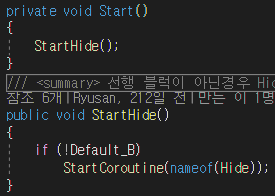 private void Start()
{
StartHide();
}
/// <summary> 선행 블럭이 아닌경우 Hid
참조 6개|Ryusan, 212일 전|만든 이 1명
public void StartHide()
{
if (!Default_B)
StartCoroutine(nameof(Hide));
}